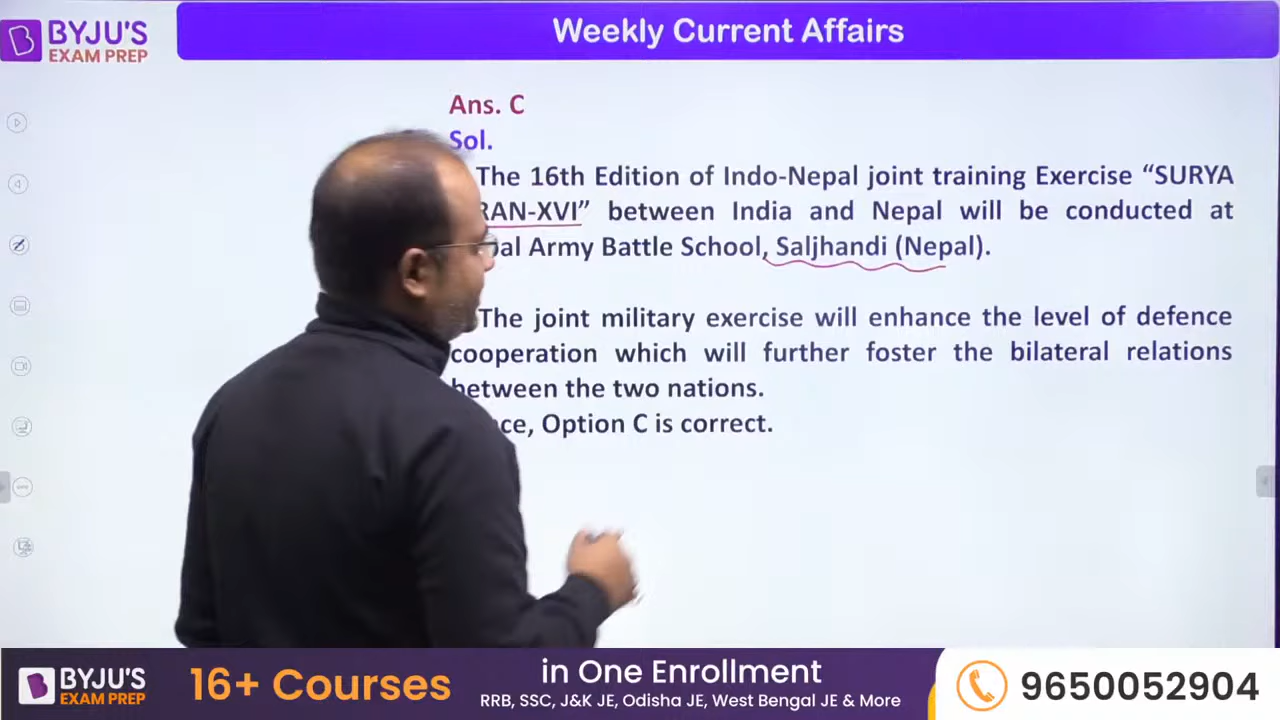 BYJU'S
EXAM PREP
Weekly Current Affairs
Ans. C
Sol.
The 16th Edition of Indo-Nepal joint training Exercise “SURYA
RAN-XVI” between India and Nepal will be conducted at
al Army Battle School, Saljhandi (Nepal).
The joint military exercise will enhance the level of defence
cooperation which will further foster the bilateral relations
between the two nations.
ce, Option C is correct.
BYJU'S
EXAM PREP
16+ Courses
in One Enrollment
RRB, SSC, J&K JE, Odisha JE, West Bengal JE & More
9650052904